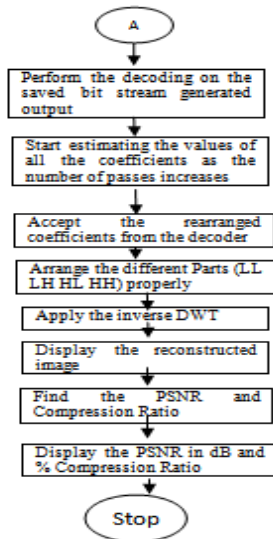 A
Perform the decoding on the
saved bit stream generated
output
Start estimating the values of
all the coefficients as the
number of passes increases
Accept the rearranged
coefficients from the decoder
Arrange the different Parts (LL
LH HL HH) properly
Apply the inverse DWT
Display the reconstructed
image
Find the PSNR and
Compression Ratio
Display the PSNR in dB and
% Compression Ratio
Stop